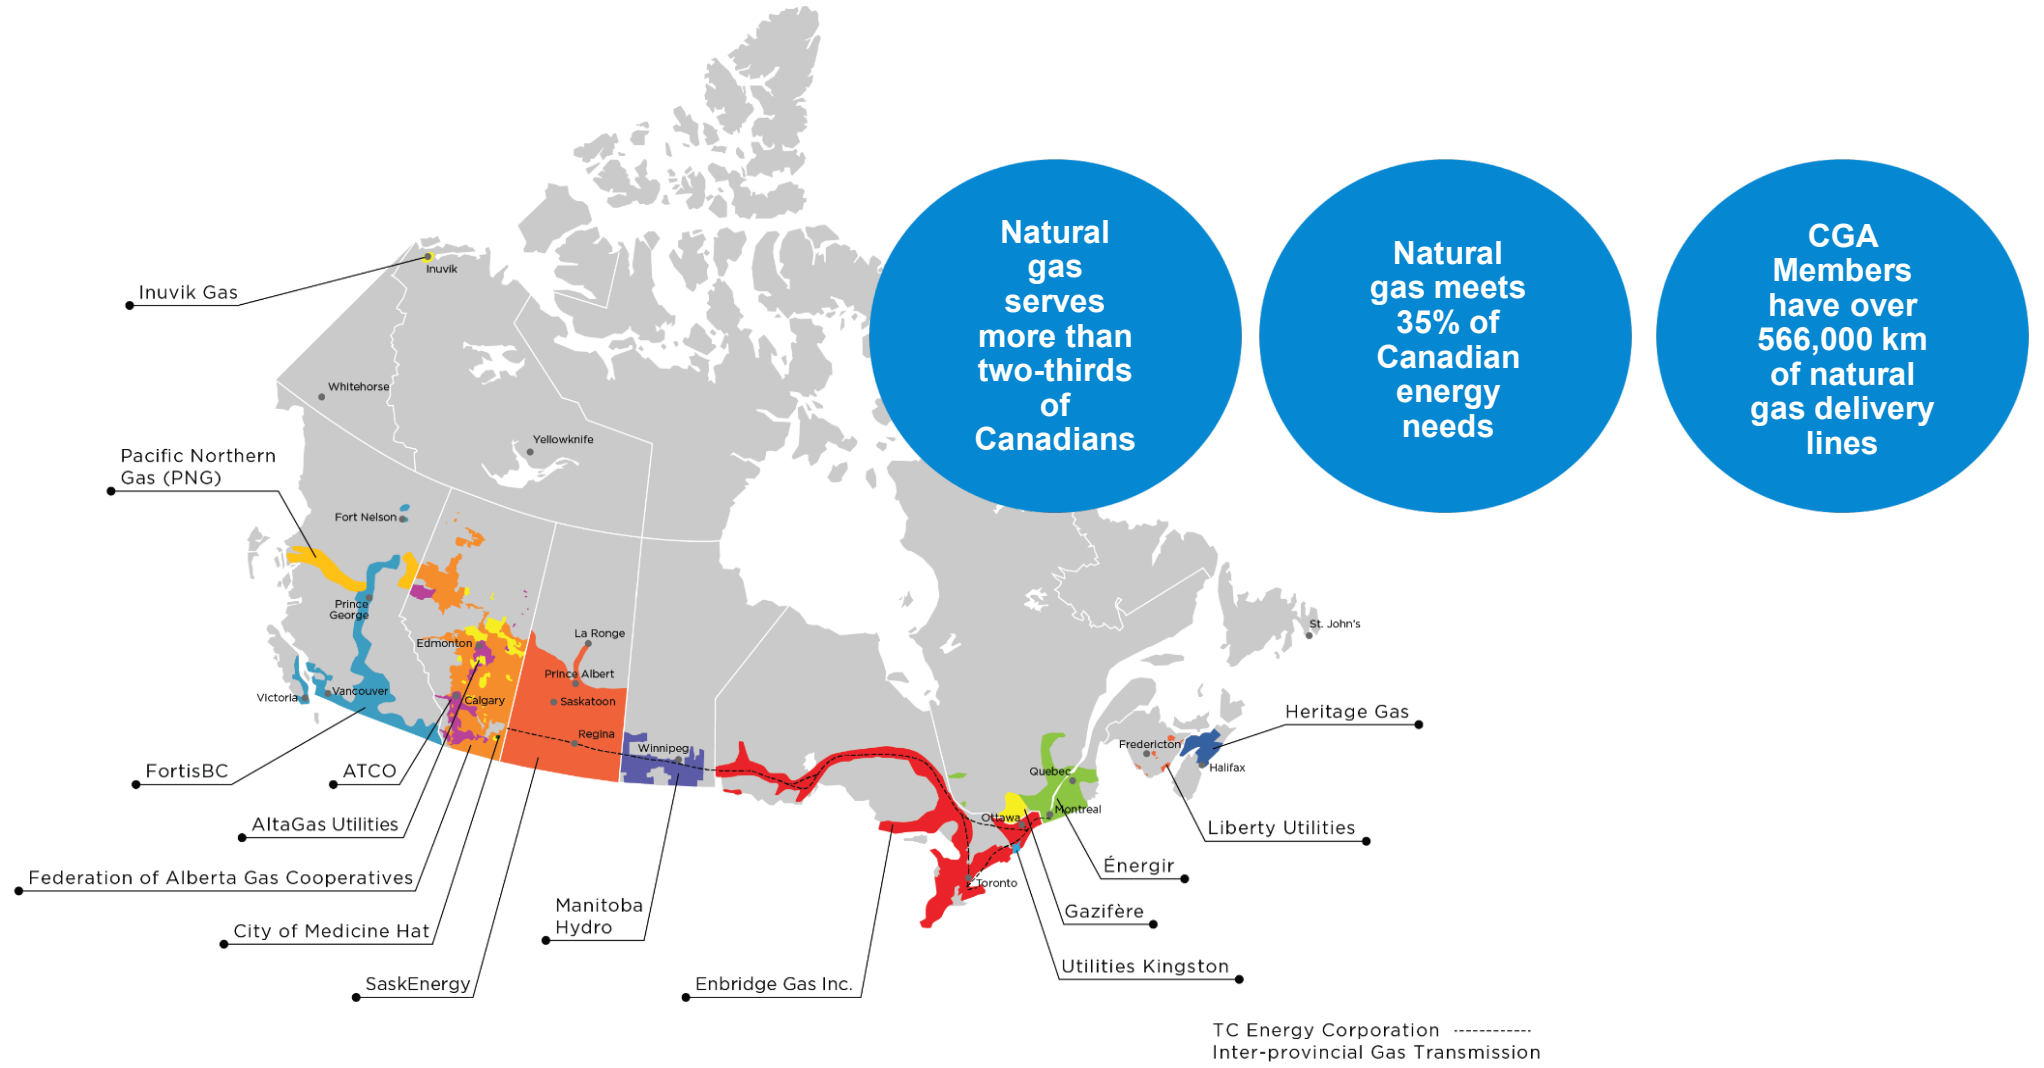 Natural
gas
serves
more than
two-thirds
of
Canadians
Natural
gas meets
35% of
Canadian
energy
needs
CGA
Members
have over
566,000 km
of natural
gas delivery
lines
Inuvik
Inuvik Gas
Whitehorse
Yellowknife
Pacific Northern
Gas (PNG)
Fort Nelson
Prince
George
Edmonton
La Ronge
Prince Albert
Victoria
Vancouver
Calgary
Saskatoon
Regina
Winnipeg
St. John's
Heritage Gas
Fredericton
Halifax
Quebec
Montreal
Ottawa
Toronto
FortisBC
ATCO
AltaGas Utilities
Federation of Alberta Gas Cooperatives
City of Medicine Hat
SaskEnergy
Manitoba
Hydro
Enbridge Gas Inc.
Liberty Utilities
Énergir
Gazifère
Utilities Kingston
TC Energy Corporation
Inter-provincial Gas Transmission